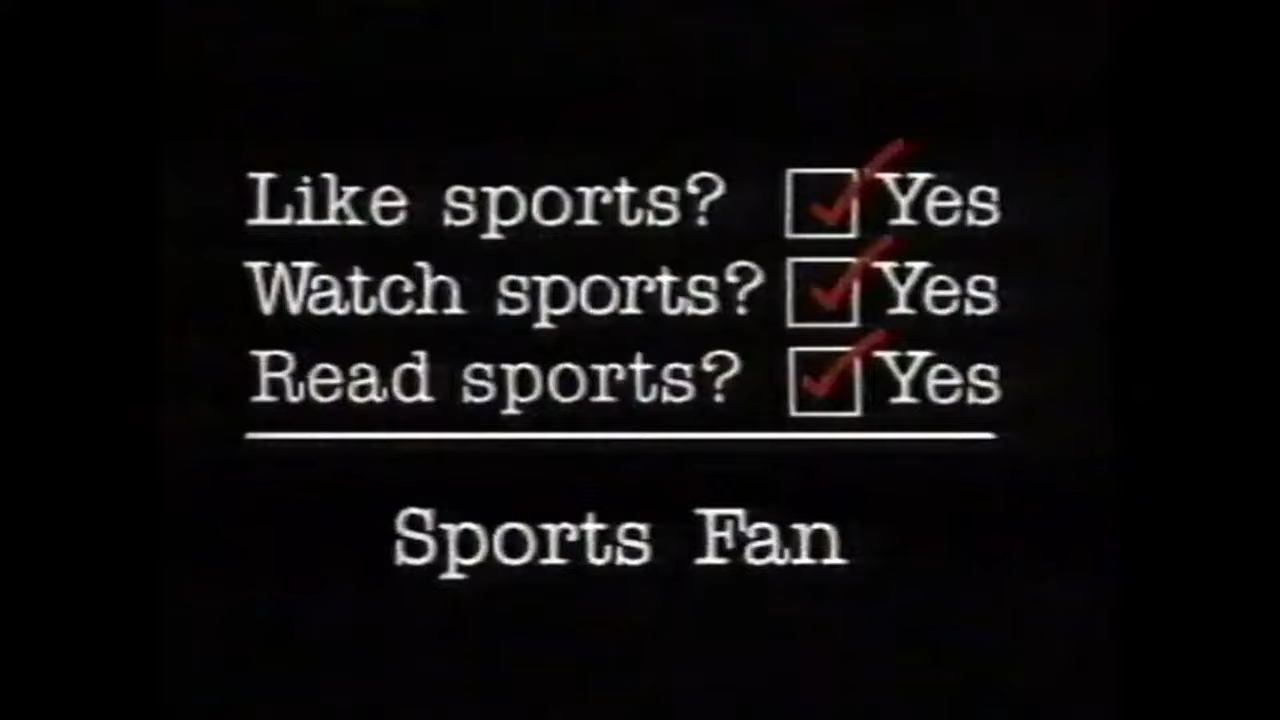 Like sports? Yes
Watch sports? Yes
Read sports? Yes
Sports Fan